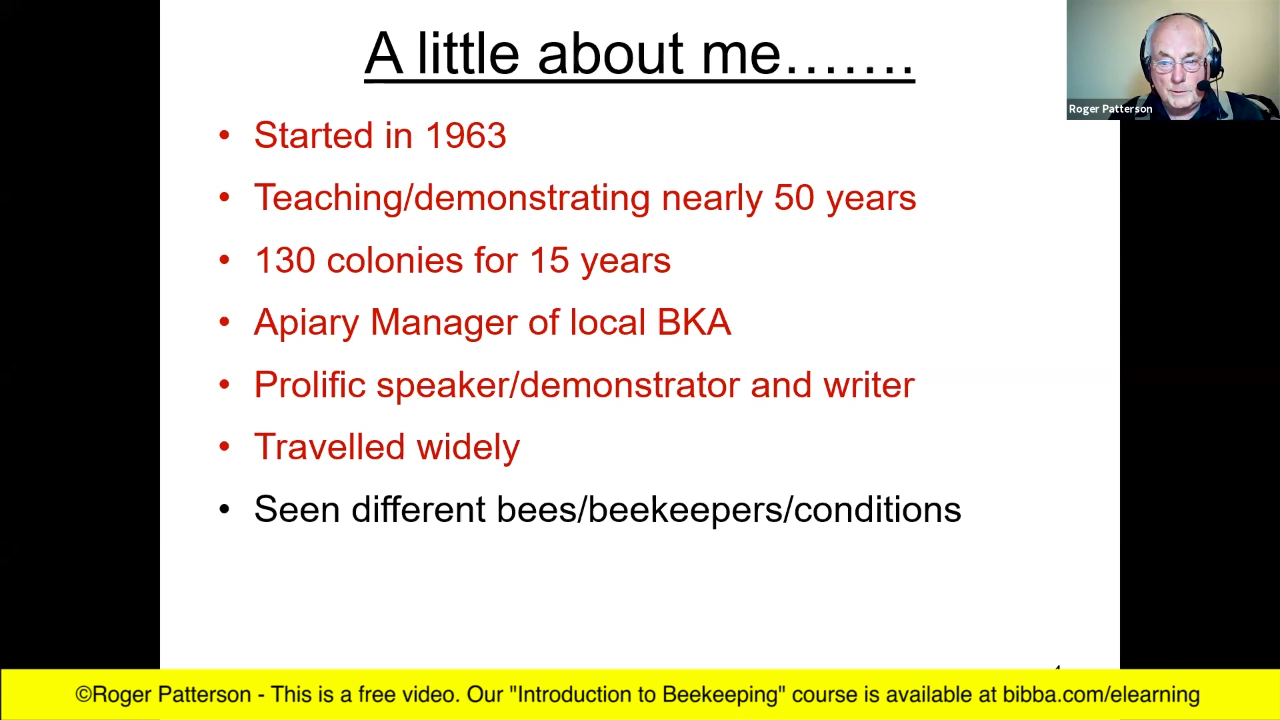 A little about me…….
Roger Patterson
• Started in 1963
• Teaching/demonstrating nearly 50 years
• 130 colonies for 15 years
• Apiary Manager of local BKA
• Prolific speaker/demonstrator and writer
• Travelled widely
• Seen different bees/beekeepers/conditions
©Roger Patterson - This is a free video. Our "Introduction to Beekeeping" course is available at bibba.com/elearning